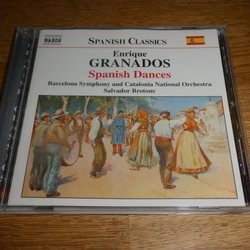 NAXOS
SPANISH CLASSICS
Enrique
GRANADOS
Spanish Dances
Barcelona Symphony and Catalonia National Orchestra
Salvador Brotons